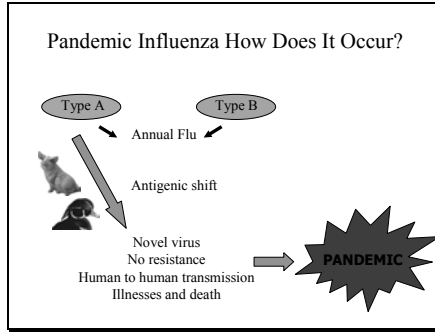 Pandemic Influenza How Does It Occur?
Type A
Type B
Annual Flu
Antigenic shift
Novel virus
No resistance
Human to human transmission
Illnesses and death
PANDEMIC